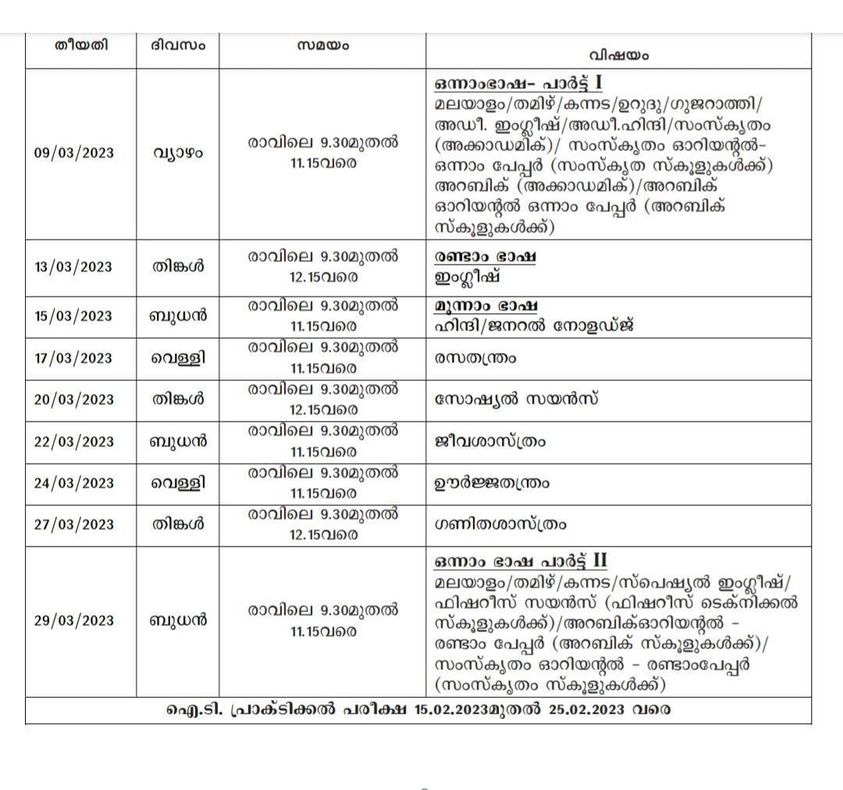 തീയതി ദിവസം സമയം വിഷയം
09/03/2023 വ്യാഴം രാവിലെ 9.30മുതൽ
11.15വരെ
ഒന്നാംഭാഷ- പാർട്ട് I
മലയാളം/തമിഴ്/കന്നട/ഉറുദു/ഗുജറാത്തി/
അഡീ. ഇംഗ്ലീഷ്/അഡീ.ഹിന്ദി/സംസ്കൃതം
(അക്കാഡമിക്)/ സംസ്കൃതം ഓറിയന്റൽ-
ഒന്നാം പേപ്പർ (സംസ്കൃത സ്കൂളുകൾക്ക്)
അറബിക് (അക്കാഡമിക്)/അറബിക്
ഓറിയന്റൽ ഒന്നാം പേപ്പർ (അറബിക്
സ്കൂളുകൾക്ക്)
13/03/2023 തിങ്കൾ രാവിലെ 9.30മുതൽ
12.15വരെ
രണ്ടാം ഭാഷ
ഇംഗ്ലീഷ്
15/03/2023 ബുധൻ രാവിലെ 9.30മുതൽ
11.15വരെ
മൂന്നാം ഭാഷ
ഹിന്ദി/ജനറൽ നോളഡ്ജ്
17/03/2023 വെള്ളി രാവിലെ 9.30മുതൽ
11.15വരെ
രസതന്ത്രം
20/03/2023 തിങ്കൾ രാവിലെ 9.30മുതൽ
12.15വരെ
സോഷ്യൽ സയൻസ്
22/03/2023 ബുധൻ രാവിലെ 9.30മുതൽ
11.15വരെ
ജീവശാസ്ത്രം
24/03/2023 വെള്ളി രാവിലെ 9.30മുതൽ
11.15വരെ
ഊർജ്ജതന്ത്രം
27/03/2023 തിങ്കൾ രാവിലെ 9.30മുതൽ
12.15വരെ
ഗണിതശാസ്ത്രം
29/03/2023 ബുധൻ രാവിലെ 9.30മുതൽ
11.15വരെ
ഒന്നാം ഭാഷ പാർട്ട് II
മലയാളം/തമിഴ്/കന്നട/സ്പെഷ്യൽ ഇംഗ്ലീഷ്/
ഫിഷറീസ് സയൻസ് (ഫിഷറീസ് ടെക്നിക്കൽ
സ്കൂളുകൾക്ക്)/അറബിക്ഓറിയന്റൽ -
രണ്ടാം പേപ്പർ (അറബിക് സ്കൂളുകൾക്ക്)/
സംസ്കൃതം ഓറിയന്റൽ - രണ്ടാംപേപ്പർ
(സംസ്കൃതം സ്കൂളുകൾക്ക്)
ഐ.ടി. പ്രാക്ടിക്കൽ പരീക്ഷ 15.02.2023മുതൽ 25.02.2023 വരെ